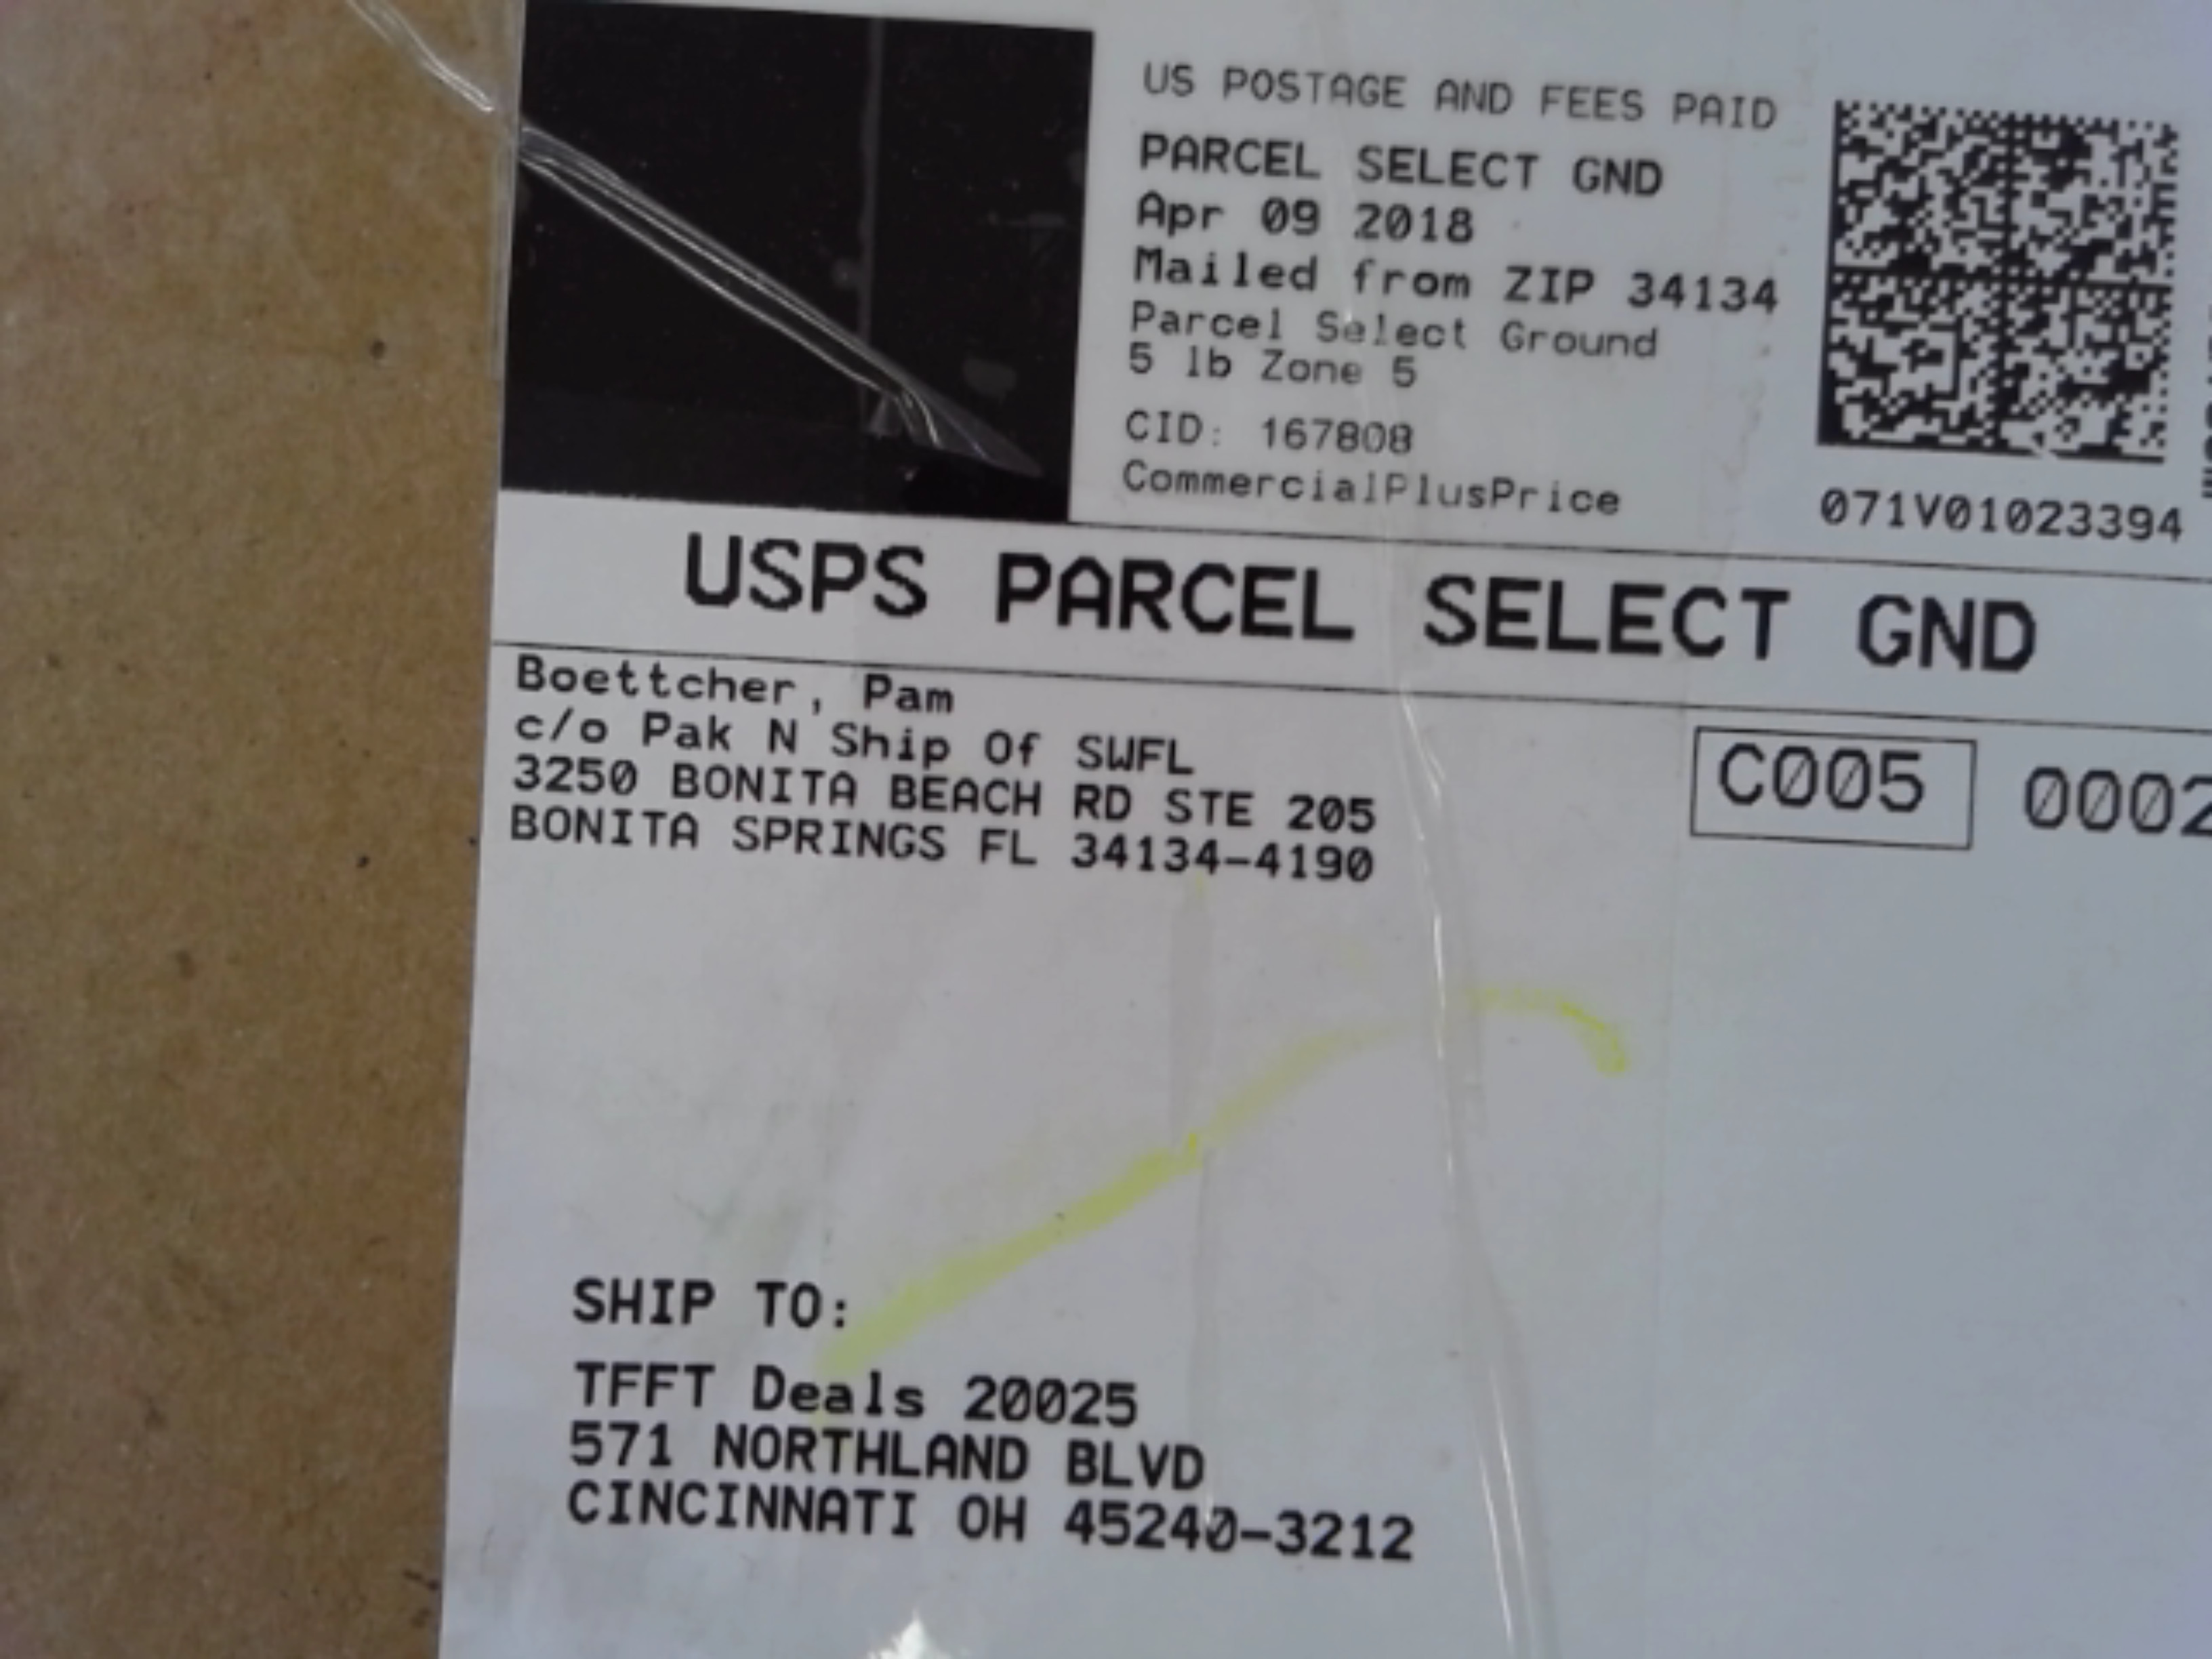 US POSTAGE AND FEES PAID
PARCEL SELECT GND
Apr 09 2018
Mailed from ZIP 34134
Parcel Select Ground
5 lb Zone 5
CID: 167808
CommercialPlusPrice
071V01023394
USPS PARCEL SELECT GND
Boettcher, Pam
c/o Pak N Ship Of SWFL
3250 BONITA BEACH RD STE 205
BONITA SPRINGS FL 34134-4190
C005 0002
SHIP TO:
TFFT Deals 20025
571 NORTHLAND BLVD
CINCINNATI OH 45240-3212